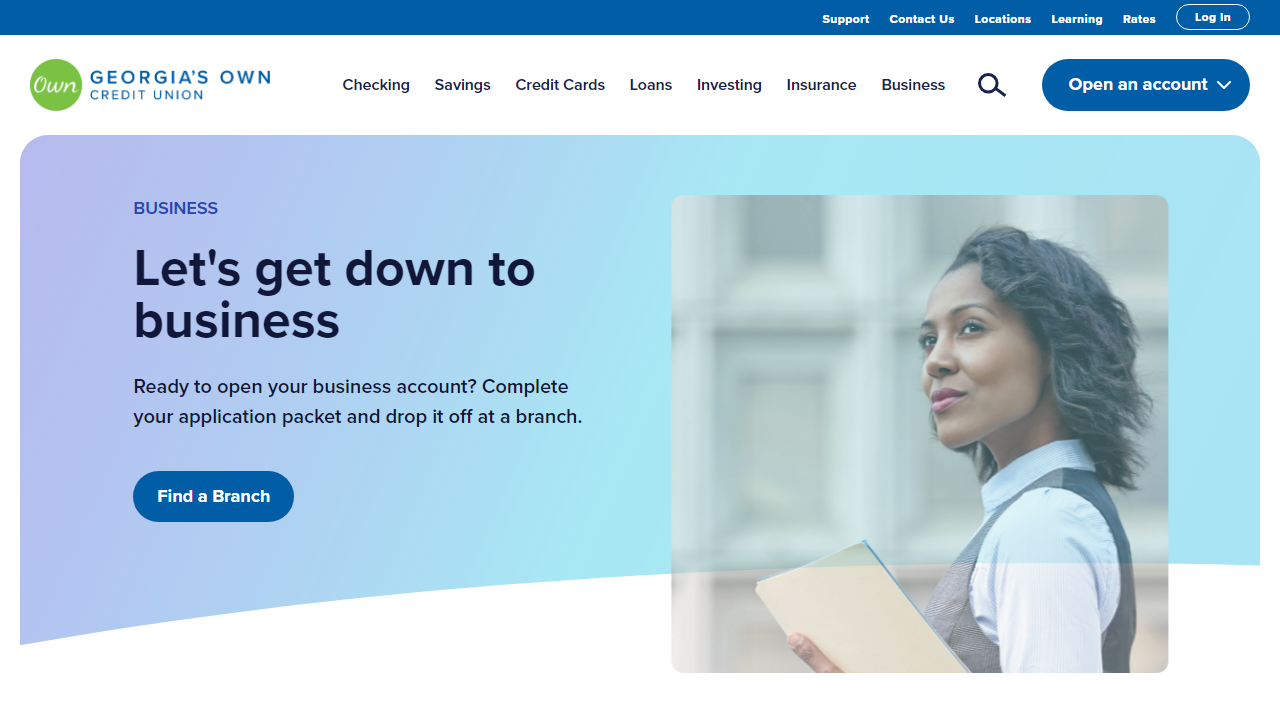 Support Contact Us Locations Learning Rates Log In
Own GEORGIA'S OWN
CREDIT UNION
Checking Savings Credit Cards Loans Investing Insurance Business Open an account
BUSINESS
Let's get down to
business
Ready to open your business account? Complete
your application packet and drop it off at a branch.
Find a Branch